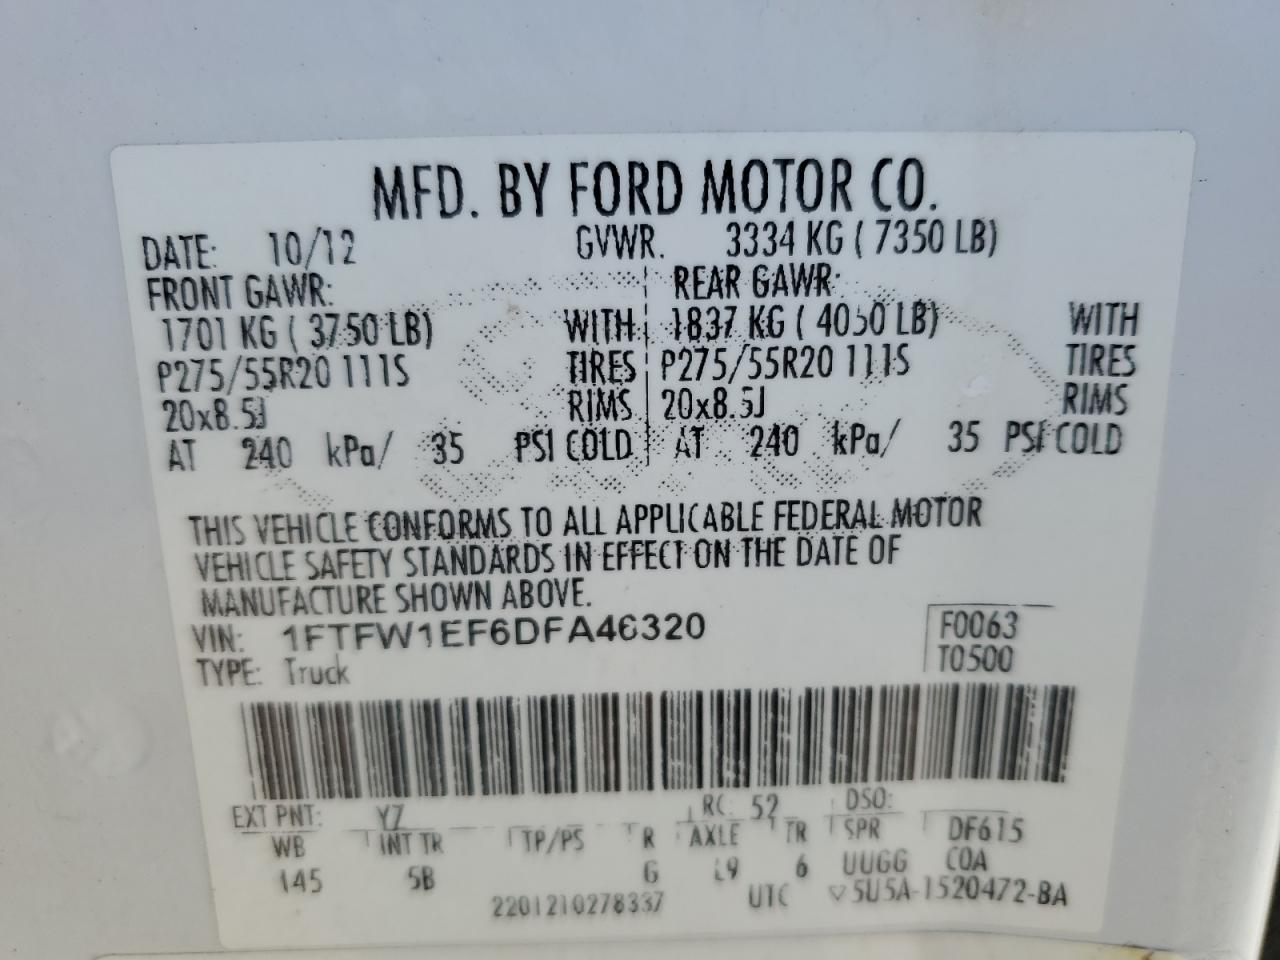 MFD. BY FORD MOTOR CO.
DATE: 10/12 GVWR. 3334 KG ( 7350 LB)
FRONT GAWR: REAR GAWR:
1701 KG ( 3750 LB) WITH 1837 KG ( 4050 LB) WITH
P275/55R20 111S TIRES P275/55R20 111S TIRES
20x8.5J RIMS 20x8.5J RIMS
AT 240 kPa/ 35 PSI COLD AT 240 kPa/ 35 PSI COLD
THIS VEHICLE CONFORMS TO ALL APPLICABLE FEDERAL MOTOR
VEHICLE SAFETY STANDARDS IN EFFECT ON THE DATE OF
MANUFACTURE SHOWN ABOVE.
VIN: 1FTFW1EF6DFA46320 F0063
TYPE: Truck T0500
EXT PNT: YZ RC: 52 DSO:
WB INT TR TP/PS R AXLE TR SPR DF615
145 5B G L9 6 UUGG COA
2201210278337 UTC 5U5A-1520472-BA